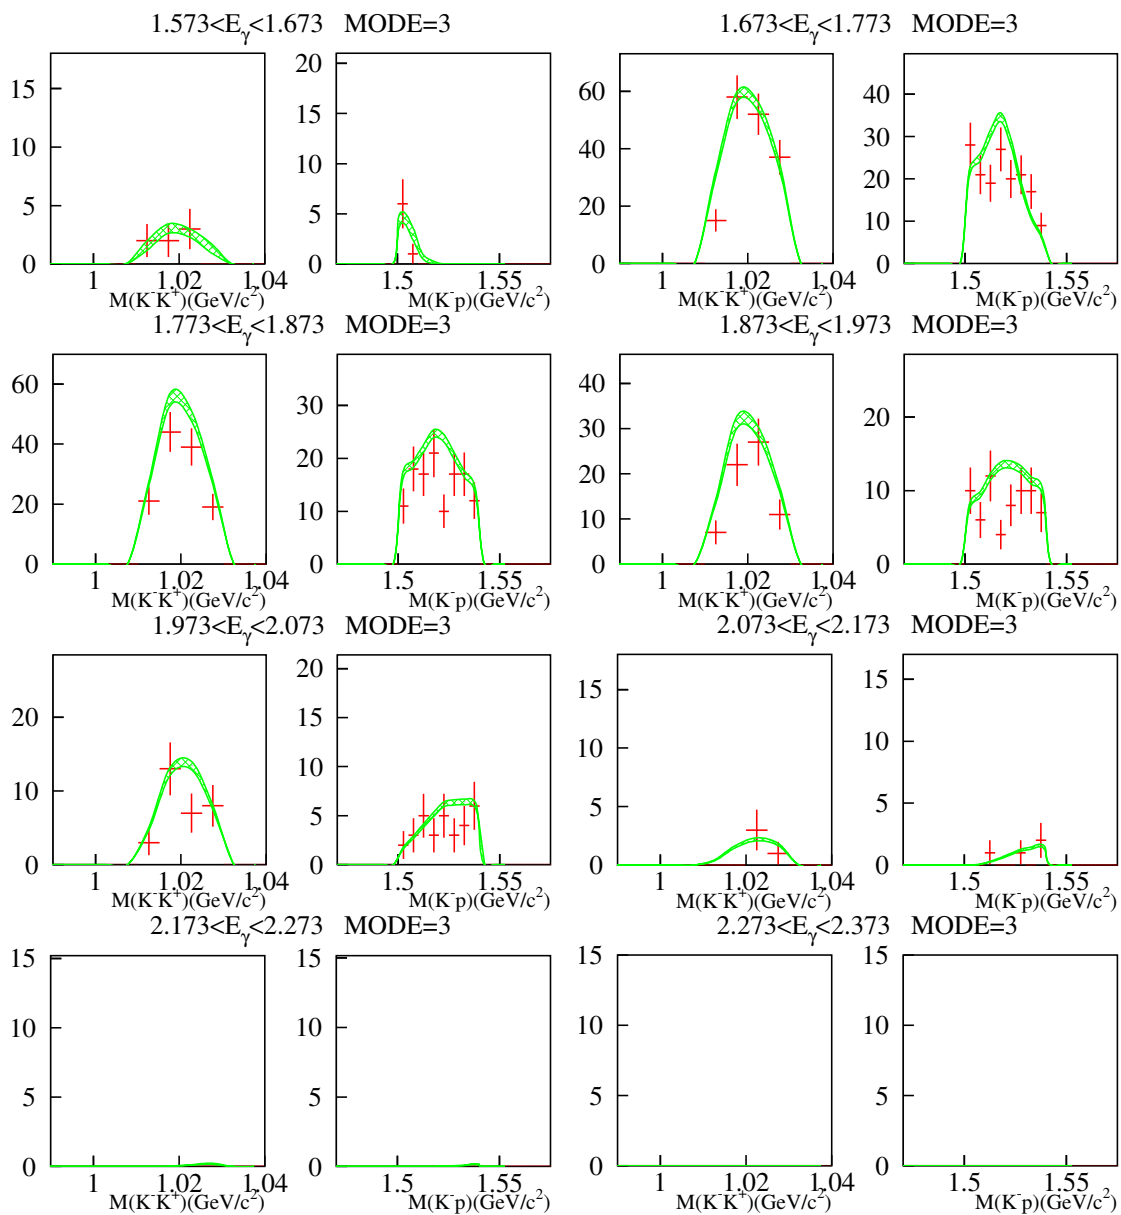 1.573<Eγ<1.673 MODE=3
1.673<Eγ<1.773 MODE=3
0 5 10 15
1 1.02 1.04
M(K⁻K⁺)(GeV/c²)
0 5 10 15 20
1.5 1.55
M(K⁻p)(GeV/c²)
0 20 40 60
1 1.02 1.04
M(K⁻K⁺)(GeV/c²)
0 10 20 30 40
1.5 1.55
M(K⁻p)(GeV/c²)
1.773<Eγ<1.873 MODE=3
1.873<Eγ<1.973 MODE=3
0 20 40 60
1 1.02 1.04
M(K⁻K⁺)(GeV/c²)
0 10 20 30
1.5 1.55
M(K⁻p)(GeV/c²)
0 10 20 30 40
1 1.02 1.04
M(K⁻K⁺)(GeV/c²)
0 10 20
1.5 1.55
M(K⁻p)(GeV/c²)
1.973<Eγ<2.073 MODE=3
2.073<Eγ<2.173 MODE=3
0 10 20
1 1.02 1.04
M(K⁻K⁺)(GeV/c²)
0 5 10 15 20
1.5 1.55
M(K⁻p)(GeV/c²)
0 5 10 15
1 1.02 1.04
M(K⁻K⁺)(GeV/c²)
0 5 10 15
1.5 1.55
M(K⁻p)(GeV/c²)
2.173<Eγ<2.273 MODE=3
2.273<Eγ<2.373 MODE=3
0 5 10 15
1 1.02 1.04
M(K⁻K⁺)(GeV/c²)
0 5 10 15
1.5 1.55
M(K⁻p)(GeV/c²)
0 5 10 15
1 1.02 1.04
M(K⁻K⁺)(GeV/c²)
0 5 10 15
1.5 1.55
M(K⁻p)(GeV/c²)